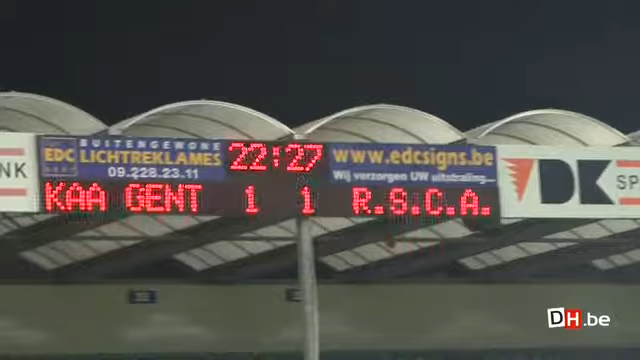 NK
EDC
BUITENGEWONE
LICHTREKLAMES
09.228.23.11
22:27
www.edcsigns.be
Wij verzorgen UW uitstraling...
DK
SP
KAA GENT 1 1 R.S.C.A.
DH.be